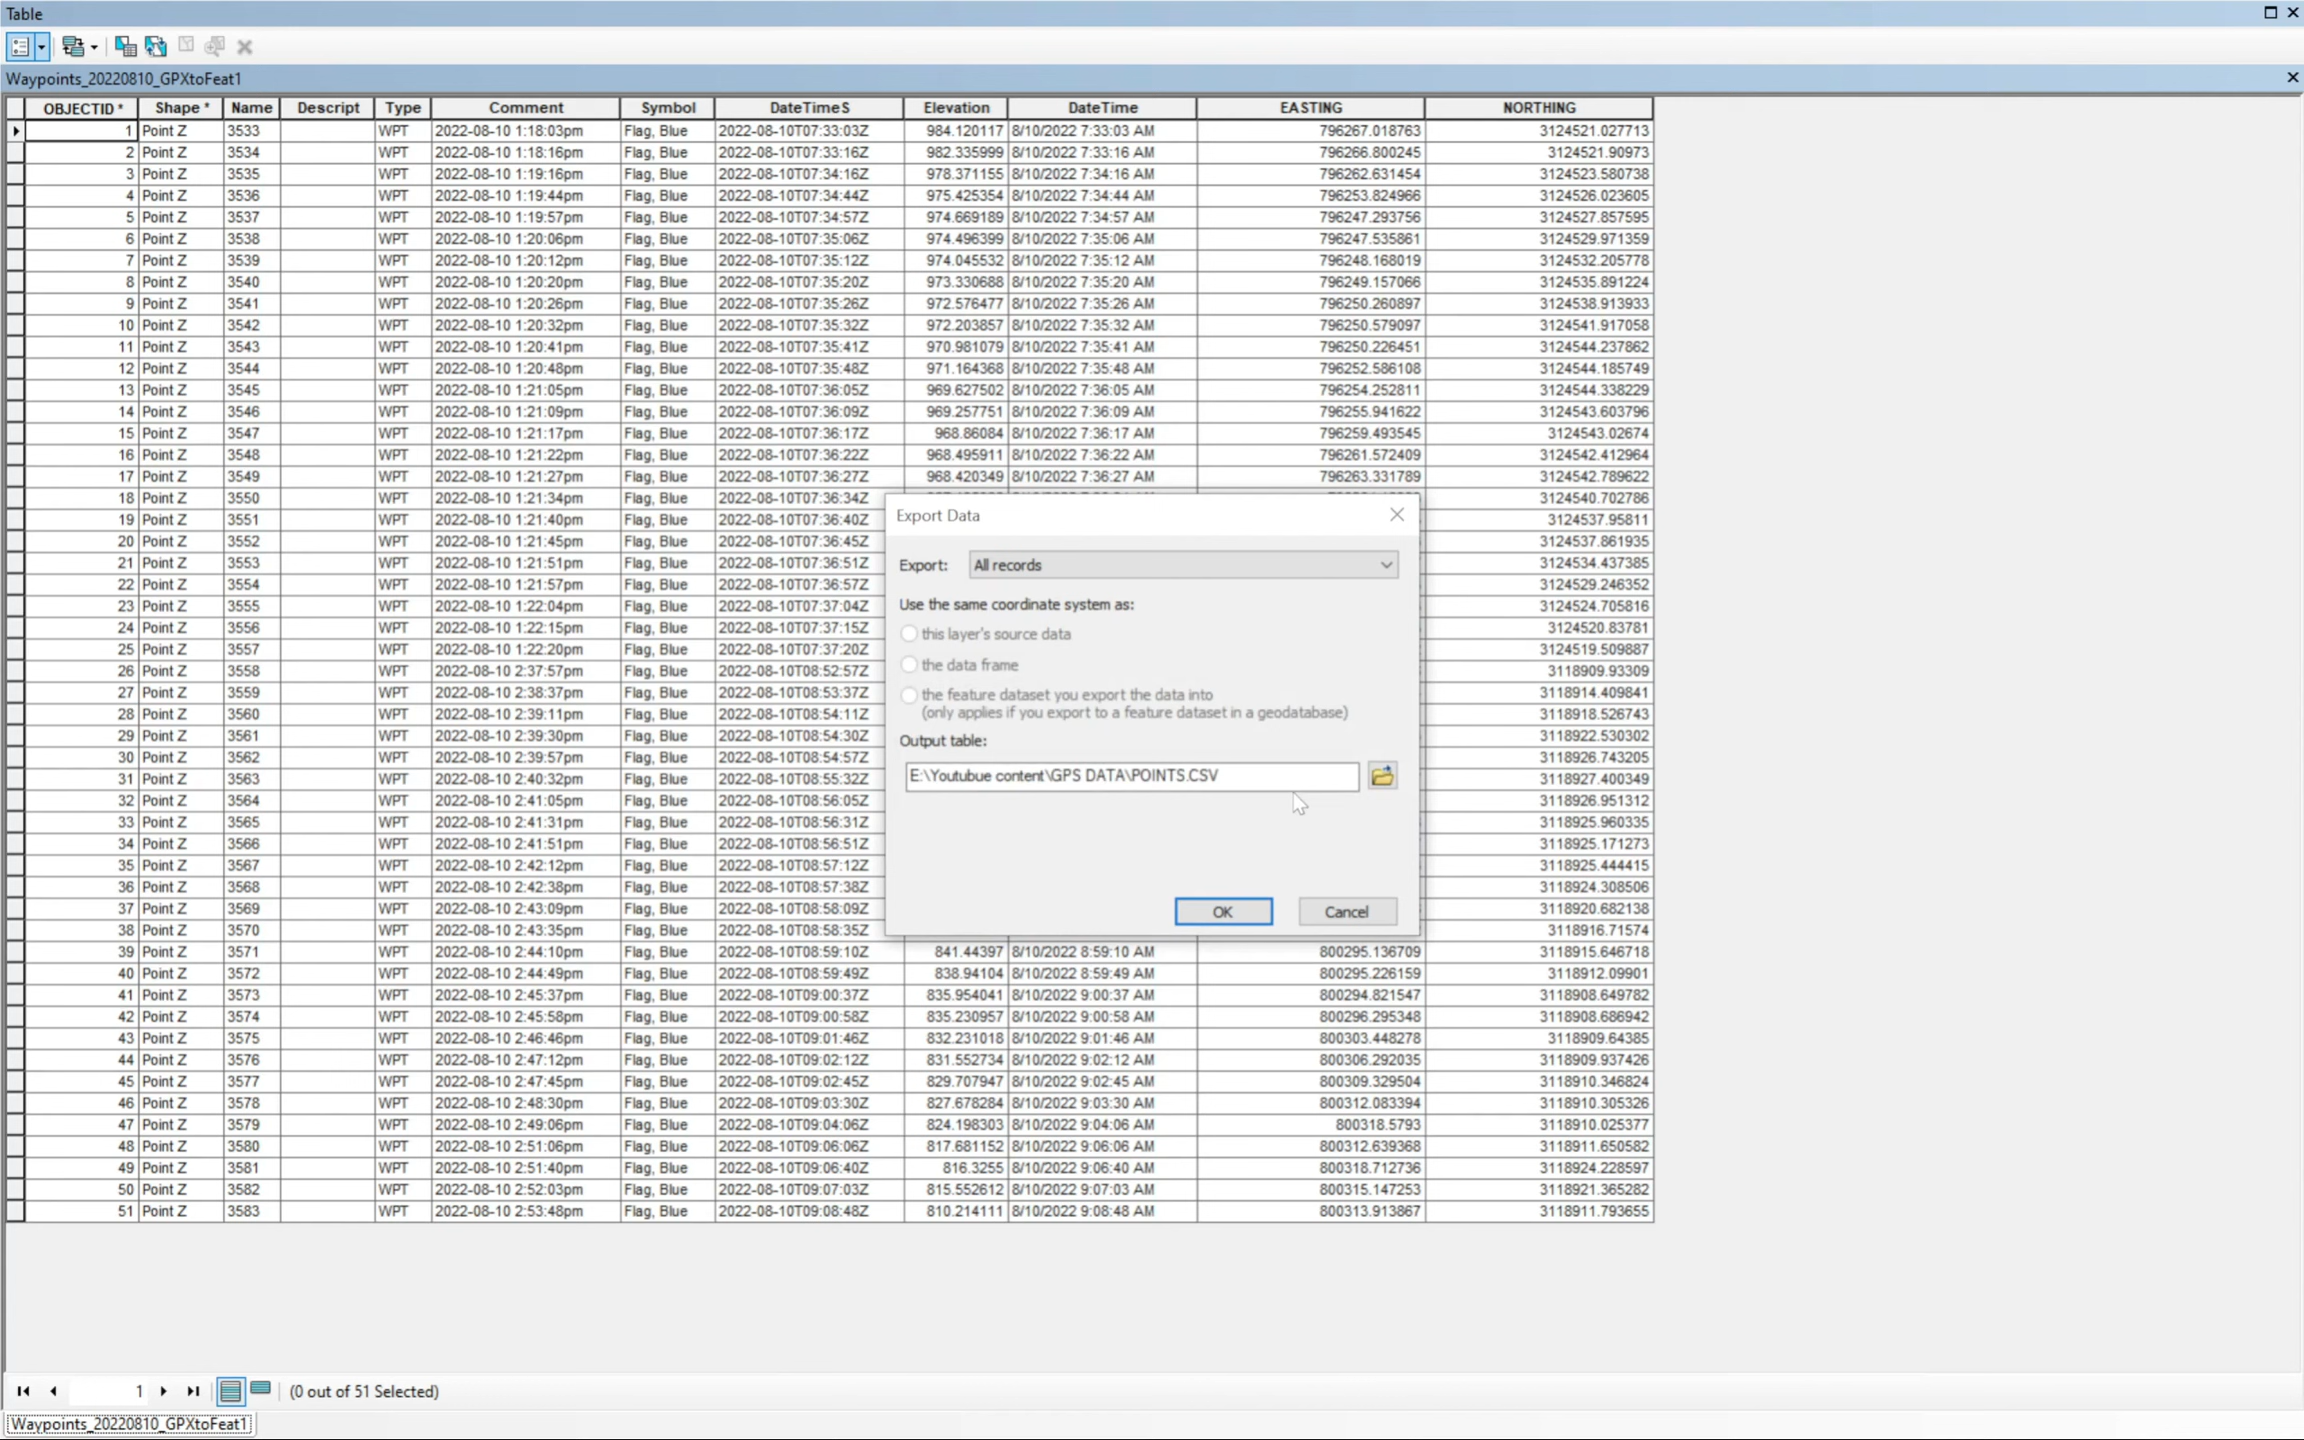 Table
Waypoints_20220810_GPXtoFeat1
OBJECTID * Shape * Name Descript Type Comment Symbol DateTimeS Elevation DateTime EASTING NORTHING
1 Point Z 3533 WPT 2022-08-10 1:18:03pm Flag, Blue 2022-08-10T07:33:03Z 984.120117 8/10/2022 7:33:03 AM 796267.018763 3124521.027713
2 Point Z 3534 WPT 2022-08-10 1:18:16pm Flag, Blue 2022-08-10T07:33:16Z 982.335999 8/10/2022 7:33:16 AM 796266.800245 3124521.90973
3 Point Z 3535 WPT 2022-08-10 1:19:16pm Flag, Blue 2022-08-10T07:34:16Z 978.371155 8/10/2022 7:34:16 AM 796262.631454 3124523.580738
4 Point Z 3536 WPT 2022-08-10 1:19:44pm Flag, Blue 2022-08-10T07:34:44Z 975.425354 8/10/2022 7:34:44 AM 796253.824966 3124526.023605
5 Point Z 3537 WPT 2022-08-10 1:19:57pm Flag, Blue 2022-08-10T07:34:57Z 974.669189 8/10/2022 7:34:57 AM 796247.293756 3124527.857595
6 Point Z 3538 WPT 2022-08-10 1:20:06pm Flag, Blue 2022-08-10T07:35:06Z 974.496399 8/10/2022 7:35:06 AM 796247.535861 3124529.971359
7 Point Z 3539 WPT 2022-08-10 1:20:12pm Flag, Blue 2022-08-10T07:35:12Z 974.045532 8/10/2022 7:35:12 AM 796248.168019 3124532.205778
8 Point Z 3540 WPT 2022-08-10 1:20:20pm Flag, Blue 2022-08-10T07:35:20Z 973.330688 8/10/2022 7:35:20 AM 796249.157066 3124535.891224
9 Point Z 3541 WPT 2022-08-10 1:20:26pm Flag, Blue 2022-08-10T07:35:26Z 972.576477 8/10/2022 7:35:26 AM 796250.260897 3124538.913933
10 Point Z 3542 WPT 2022-08-10 1:20:32pm Flag, Blue 2022-08-10T07:35:32Z 972.203857 8/10/2022 7:35:32 AM 796250.579097 3124541.917058
11 Point Z 3543 WPT 2022-08-10 1:20:41pm Flag, Blue 2022-08-10T07:35:41Z 970.981079 8/10/2022 7:35:41 AM 796250.226451 3124544.237862
12 Point Z 3544 WPT 2022-08-10 1:20:48pm Flag, Blue 2022-08-10T07:35:48Z 971.164368 8/10/2022 7:35:48 AM 796252.586108 3124544.185749
13 Point Z 3545 WPT 2022-08-10 1:21:05pm Flag, Blue 2022-08-10T07:36:05Z 969.627502 8/10/2022 7:36:05 AM 796254.252811 3124544.338229
14 Point Z 3546 WPT 2022-08-10 1:21:09pm Flag, Blue 2022-08-10T07:36:09Z 969.257751 8/10/2022 7:36:09 AM 796255.941622 3124543.603796
15 Point Z 3547 WPT 2022-08-10 1:21:17pm Flag, Blue 2022-08-10T07:36:17Z 968.86084 8/10/2022 7:36:17 AM 796259.493545 3124543.02674
16 Point Z 3548 WPT 2022-08-10 1:21:22pm Flag, Blue 2022-08-10T07:36:22Z 968.495911 8/10/2022 7:36:22 AM 796261.572409 3124542.412964
17 Point Z 3549 WPT 2022-08-10 1:21:27pm Flag, Blue 2022-08-10T07:36:27Z 968.420349 8/10/2022 7:36:27 AM 796263.331789 3124542.789622
18 Point Z 3550 WPT 2022-08-10 1:21:34pm Flag, Blue 2022-08-10T07:36:34Z 3124540.702786
19 Point Z 3551 WPT 2022-08-10 1:21:40pm Flag, Blue 2022-08-10T07:36:40Z 3124537.95811
20 Point Z 3552 WPT 2022-08-10 1:21:45pm Flag, Blue 2022-08-10T07:36:45Z 3124537.861935
21 Point Z 3553 WPT 2022-08-10 1:21:51pm Flag, Blue 2022-08-10T07:36:51Z 3124534.437385
22 Point Z 3554 WPT 2022-08-10 1:21:57pm Flag, Blue 2022-08-10T07:36:57Z 3124529.246352
23 Point Z 3555 WPT 2022-08-10 1:22:04pm Flag, Blue 2022-08-10T07:37:04Z 3124524.705816
24 Point Z 3556 WPT 2022-08-10 1:22:15pm Flag, Blue 2022-08-10T07:37:15Z 3124520.83781
25 Point Z 3557 WPT 2022-08-10 1:22:20pm Flag, Blue 2022-08-10T07:37:20Z 3124519.509887
26 Point Z 3558 WPT 2022-08-10 2:37:57pm Flag, Blue 2022-08-10T08:52:57Z 3118909.93309
27 Point Z 3559 WPT 2022-08-10 2:38:37pm Flag, Blue 2022-08-10T08:53:37Z 3118914.409841
28 Point Z 3560 WPT 2022-08-10 2:39:11pm Flag, Blue 2022-08-10T08:54:11Z 3118918.526743
29 Point Z 3561 WPT 2022-08-10 2:39:30pm Flag, Blue 2022-08-10T08:54:30Z 3118922.530302
30 Point Z 3562 WPT 2022-08-10 2:39:57pm Flag, Blue 2022-08-10T08:54:57Z 3118926.743205
31 Point Z 3563 WPT 2022-08-10 2:40:32pm Flag, Blue 2022-08-10T08:55:32Z 3118927.400349
32 Point Z 3564 WPT 2022-08-10 2:41:05pm Flag, Blue 2022-08-10T08:56:05Z 3118926.951312
33 Point Z 3565 WPT 2022-08-10 2:41:31pm Flag, Blue 2022-08-10T08:56:31Z 3118925.960335
34 Point Z 3566 WPT 2022-08-10 2:41:51pm Flag, Blue 2022-08-10T08:56:51Z 3118925.171273
35 Point Z 3567 WPT 2022-08-10 2:42:12pm Flag, Blue 2022-08-10T08:57:12Z 3118925.444415
36 Point Z 3568 WPT 2022-08-10 2:42:38pm Flag, Blue 2022-08-10T08:57:38Z 3118924.308506
37 Point Z 3569 WPT 2022-08-10 2:43:09pm Flag, Blue 2022-08-10T08:58:09Z 3118920.682138
38 Point Z 3570 WPT 2022-08-10 2:43:35pm Flag, Blue 2022-08-10T08:58:35Z 3118916.71574
39 Point Z 3571 WPT 2022-08-10 2:44:10pm Flag, Blue 2022-08-10T08:59:10Z 841.44397 8/10/2022 8:59:10 AM 800295.136709 3118915.646718
40 Point Z 3572 WPT 2022-08-10 2:44:49pm Flag, Blue 2022-08-10T08:59:49Z 838.94104 8/10/2022 8:59:49 AM 800295.226159 3118912.09901
41 Point Z 3573 WPT 2022-08-10 2:45:37pm Flag, Blue 2022-08-10T09:00:37Z 835.954041 8/10/2022 9:00:37 AM 800294.821547 3118908.649782
42 Point Z 3574 WPT 2022-08-10 2:45:58pm Flag, Blue 2022-08-10T09:00:58Z 835.230957 8/10/2022 9:00:58 AM 800296.295348 3118908.686942
43 Point Z 3575 WPT 2022-08-10 2:46:46pm Flag, Blue 2022-08-10T09:01:46Z 832.231018 8/10/2022 9:01:46 AM 800303.448278 3118909.64385
44 Point Z 3576 WPT 2022-08-10 2:47:12pm Flag, Blue 2022-08-10T09:02:12Z 831.552734 8/10/2022 9:02:12 AM 800306.292035 3118909.937426
45 Point Z 3577 WPT 2022-08-10 2:47:45pm Flag, Blue 2022-08-10T09:02:45Z 829.707947 8/10/2022 9:02:45 AM 800309.329504 3118910.346824
46 Point Z 3578 WPT 2022-08-10 2:48:30pm Flag, Blue 2022-08-10T09:03:30Z 827.678284 8/10/2022 9:03:30 AM 800312.083394 3118910.305326
47 Point Z 3579 WPT 2022-08-10 2:49:06pm Flag, Blue 2022-08-10T09:04:06Z 824.198303 8/10/2022 9:04:06 AM 800318.5793 3118910.025377
48 Point Z 3580 WPT 2022-08-10 2:51:06pm Flag, Blue 2022-08-10T09:06:06Z 817.681152 8/10/2022 9:06:06 AM 800312.639368 3118911.650582
49 Point Z 3581 WPT 2022-08-10 2:51:40pm Flag, Blue 2022-08-10T09:06:40Z 816.3255 8/10/2022 9:06:40 AM 800318.712736 3118924.228597
50 Point Z 3582 WPT 2022-08-10 2:52:03pm Flag, Blue 2022-08-10T09:07:03Z 815.552612 8/10/2022 9:07:03 AM 800315.147253 3118921.365282
51 Point Z 3583 WPT 2022-08-10 2:53:48pm Flag, Blue 2022-08-10T09:08:48Z 810.214111 8/10/2022 9:08:48 AM 800313.913867 3118911.793655
Export Data
Export: All records
Use the same coordinate system as:
this layer's source data
the data frame
the feature dataset you export the data into
(only applies if you export to a feature dataset in a geodatabase)
Output table:
E:\Youtubue content\GPS DATA\POINTS.CSV
OK Cancel
1 (0 out of 51 Selected)
Waypoints_20220810_GPXtoFeat1